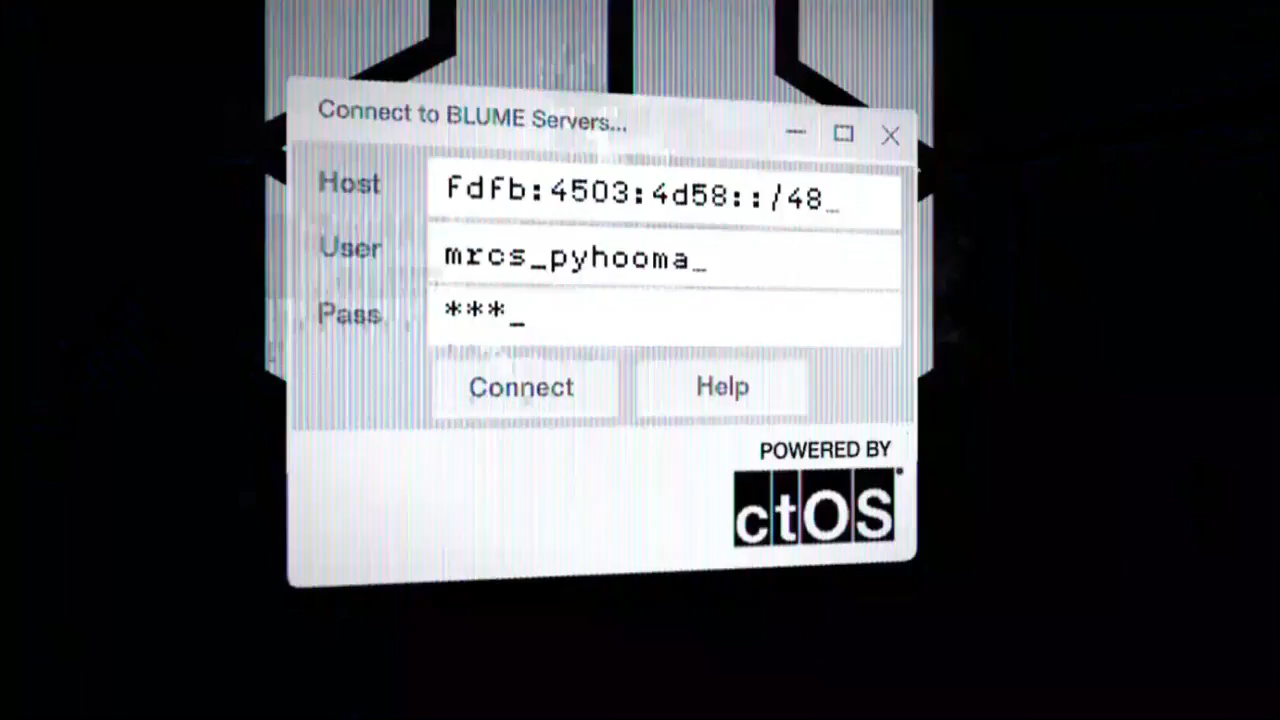 Connect to BLUME Servers...
Host fdfb:4503:4d58::/48_
User mrcs_pyhooma_
Pass ***_
Connect Help
POWERED BY
ctOS